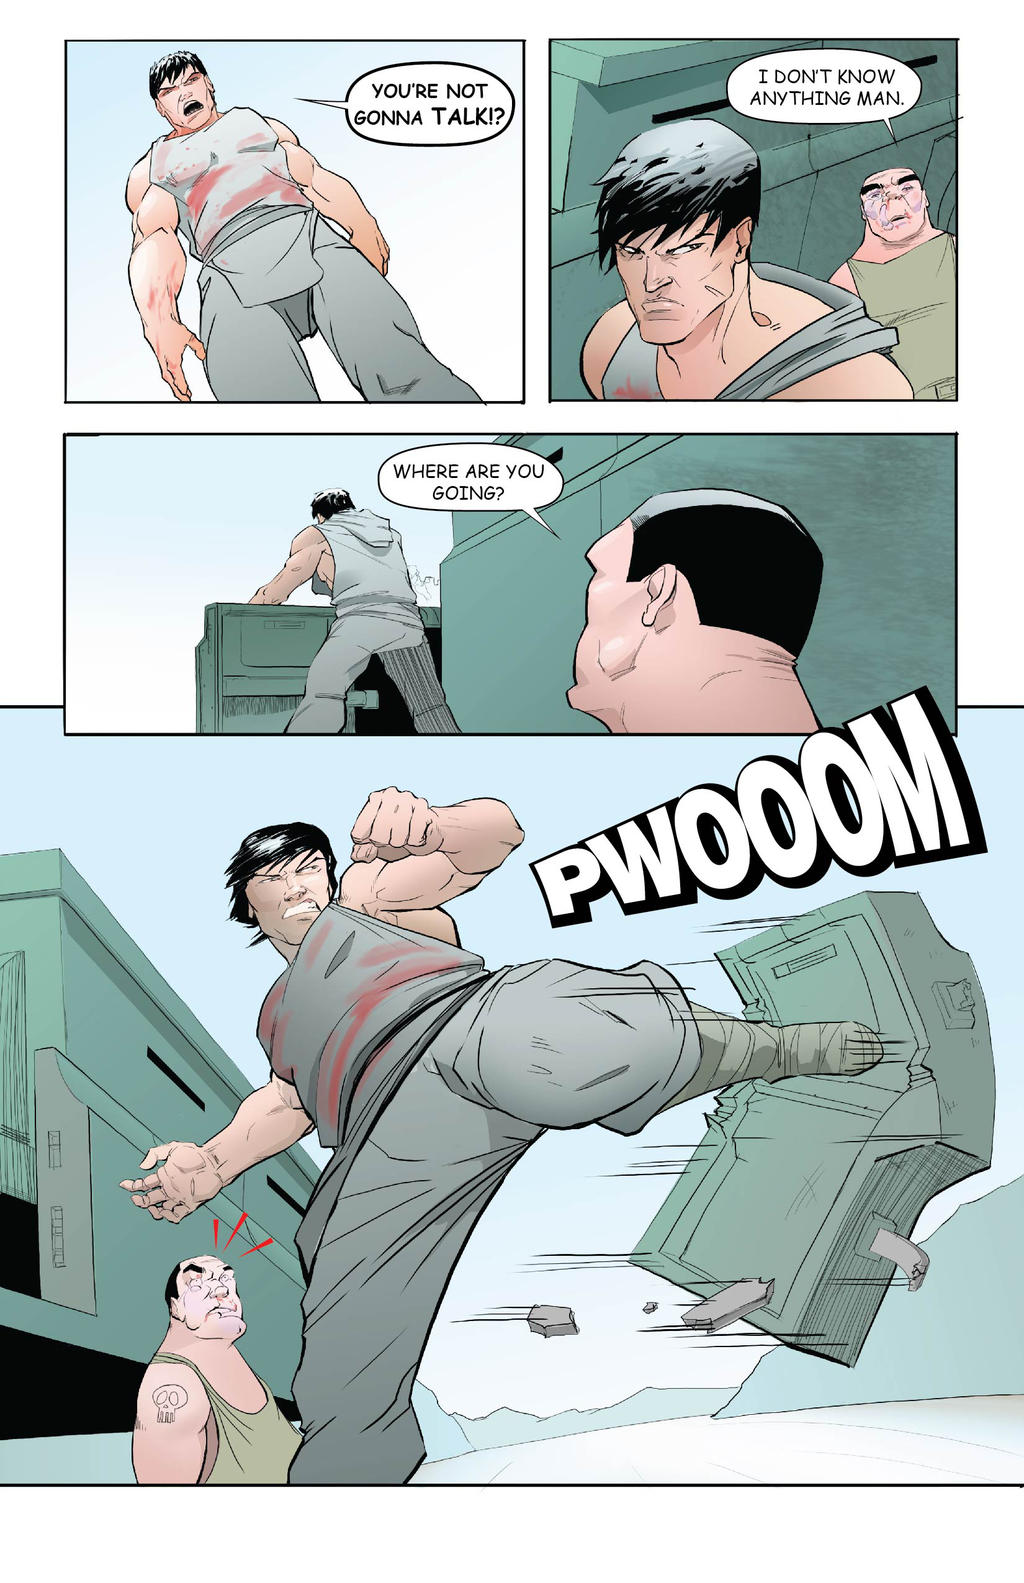 YOU'RE NOT
GONNA TALK!?
I DON'T KNOW
ANYTHING MAN.
WHERE ARE YOU
GOING?
PWOOOM